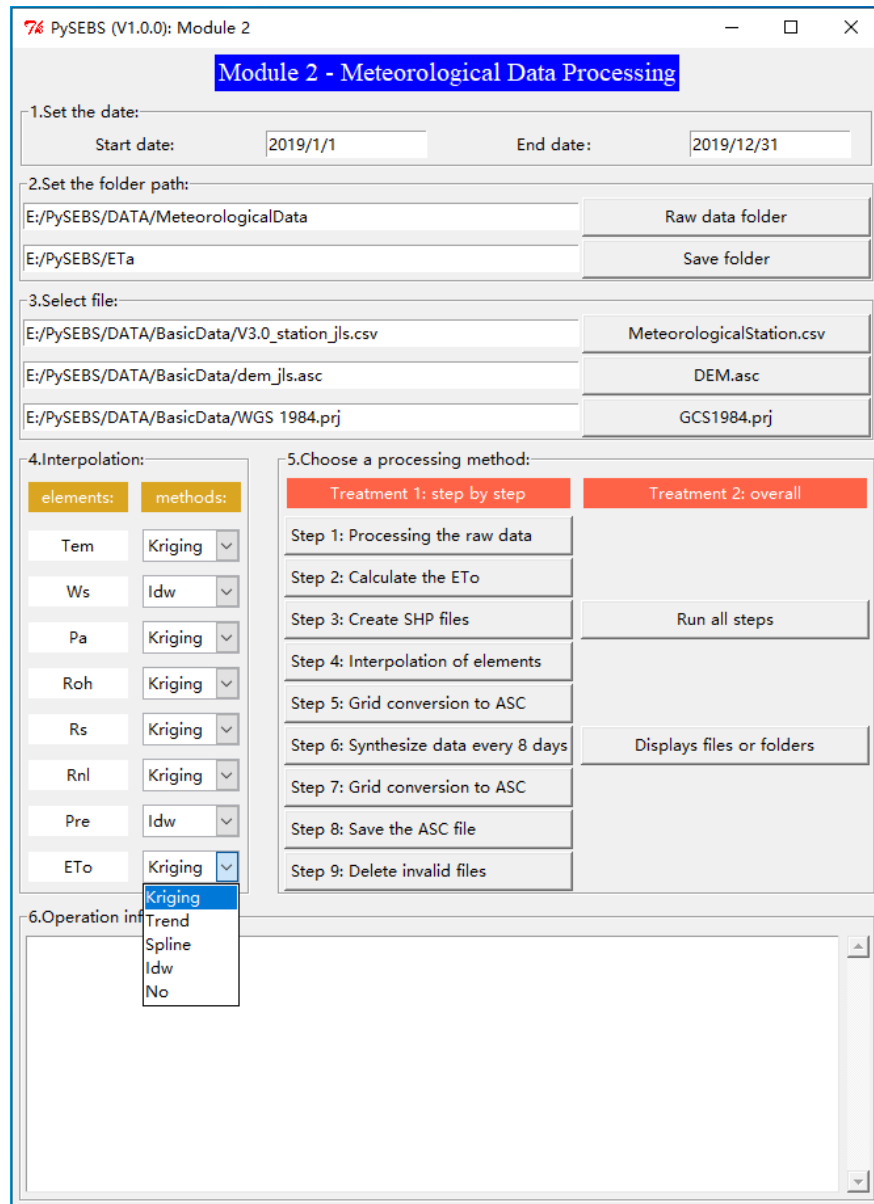 PySEBS (V1.0.0): Module 2
Module 2 - Meteorological Data Processing
1.Set the date:
Start date: 2019/1/1 End date: 2019/12/31
2.Set the folder path:
E:/PySEBS/DATA/MeteorologicalData Raw data folder
E:/PySEBS/ETa Save folder
3.Select file:
E:/PySEBS/DATA/BasicData/V3.0_station_jls.csv MeteorologicalStation.csv
E:/PySEBS/DATA/BasicData/dem_jls.asc DEM.asc
E:/PySEBS/DATA/BasicData/WGS 1984.prj GCS1984.prj
4.Interpolation:
elements: methods:
Tem Kriging
Ws Idw
Pa Kriging
Roh Kriging
Rs Kriging
Rnl Kriging
Pre Idw
ETo Kriging
Kriging
Trend
Spline
Idw
No
5.Choose a processing method:
Treatment 1: step by step Treatment 2: overall
Step 1: Processing the raw data
Step 2: Calculate the ETo
Step 3: Create SHP files Run all steps
Step 4: Interpolation of elements
Step 5: Grid conversion to ASC
Step 6: Synthesize data every 8 days Displays files or folders
Step 7: Grid conversion to ASC
Step 8: Save the ASC file
Step 9: Delete invalid files
6.Operation inf